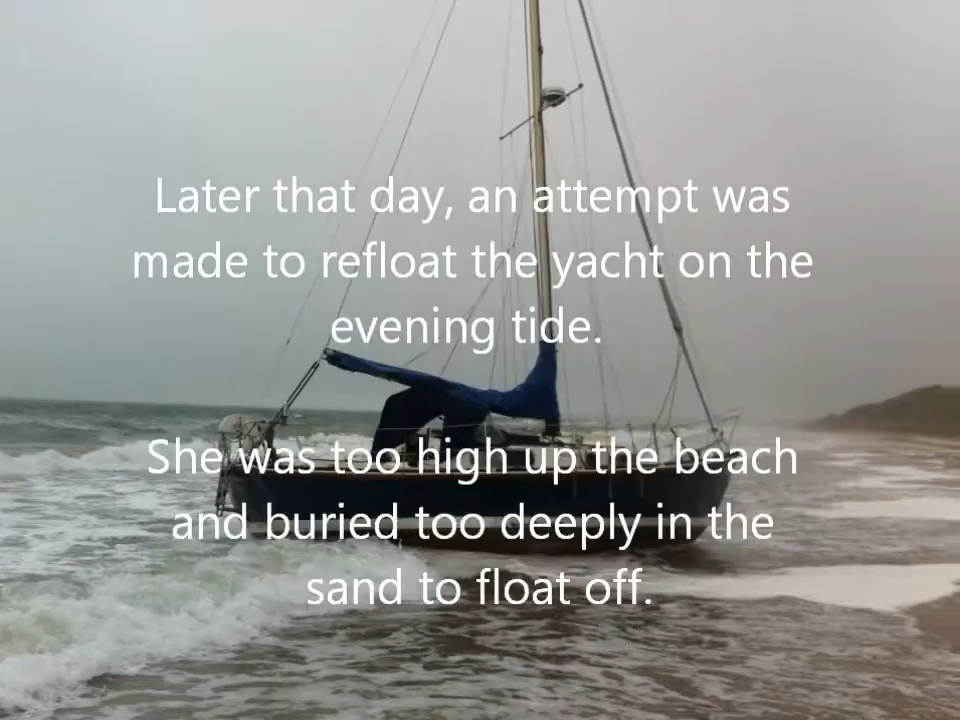 Later that day, an attempt was
made to refloat the yacht on the
evening tide.
She was too high up the beach
and buried too deeply in the
sand to float off.